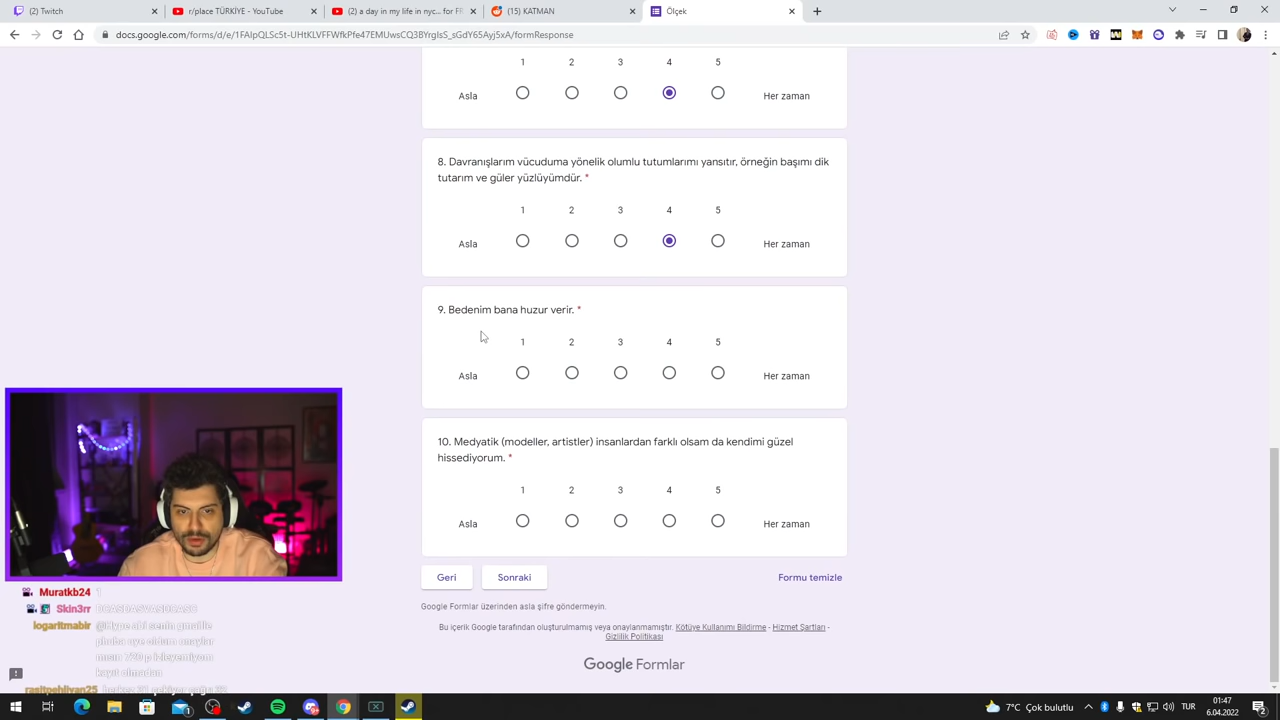 (2) Twitch
r/place TÜRKİYE - YouTube
(2) a day in my life in nyc.. for FR
(15) KATMAN
Ölçek
docs.google.com/forms/d/e/1FAIpQLSc5t-UHtKLVFFWfkPfe47EMUwsCQ3BYrgIsS_sGdY65Ayj5xA/formResponse
1 2 3 4 5
Asla Her zaman
8. Davranışlarım vücuduma yönelik olumlu tutumlarımı yansıtır, örneğin başımı dik
tutarım ve güler yüzlüyümdür. *
1 2 3 4 5
Asla Her zaman
9. Bedenim bana huzur verir. *
1 2 3 4 5
Asla Her zaman
10. Medyatik (modeller, artistler) insanlardan farklı olsam da kendimi güzel
hissediyorum. *
1 2 3 4 5
Asla Her zaman
Geri Sonraki Formu temizle
Google Formlar üzerinden asla şifre göndermeyin.
Bu içerik Google tarafından oluşturulmamış veya onaylanmamıştır. Kötüye Kullanımı Bildirme - Hizmet Şartları -
Gizlilik Politikası
Google Formlar
Muratkb24 1
Skin3rr
logaritmabir
kayıt olmadan
rasitpehlivan25
7°C Çok bulutlu
TUR
01:47
6.04.2022